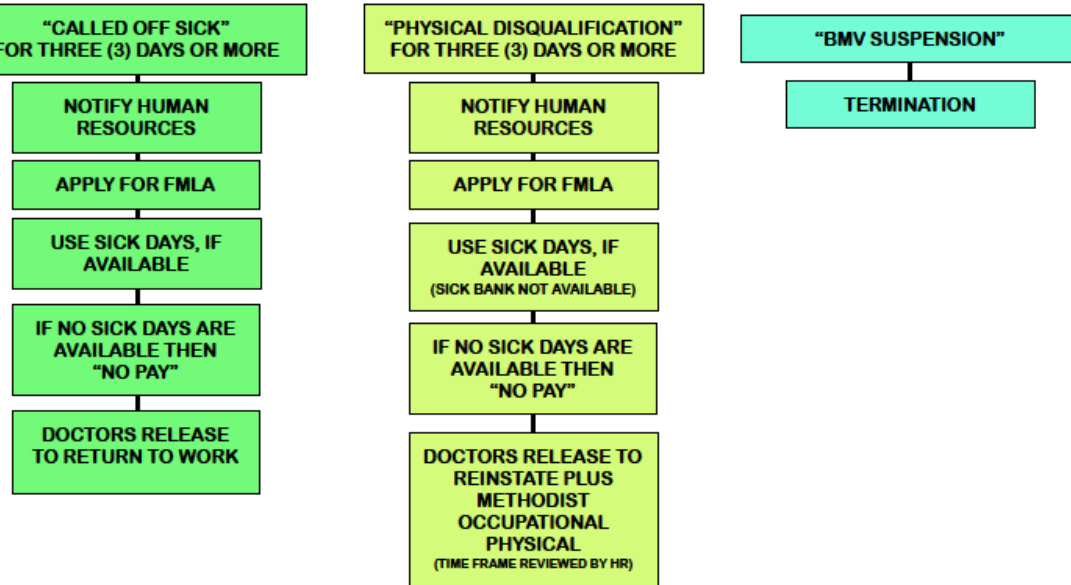 “CALLED OFF SICK”
FOR THREE (3) DAYS OR MORE
NOTIFY HUMAN
RESOURCES
APPLY FOR FMLA
USE SICK DAYS, IF
AVAILABLE
IF NO SICK DAYS ARE
AVAILABLE THEN
“NO PAY”
DOCTORS RELEASE
TO RETURN TO WORK
“PHYSICAL DISQUALIFICATION”
FOR THREE (3) DAYS OR MORE
NOTIFY HUMAN
RESOURCES
APPLY FOR FMLA
USE SICK DAYS, IF
AVAILABLE
(SICK BANK NOT AVAILABLE)
IF NO SICK DAYS ARE
AVAILABLE THEN
“NO PAY”
DOCTORS RELEASE TO
REINSTATE PLUS
METHODIST
OCCUPATIONAL
PHYSICAL
(TIME FRAME REVIEWED BY HR)
“BMV SUSPENSION”
TERMINATION